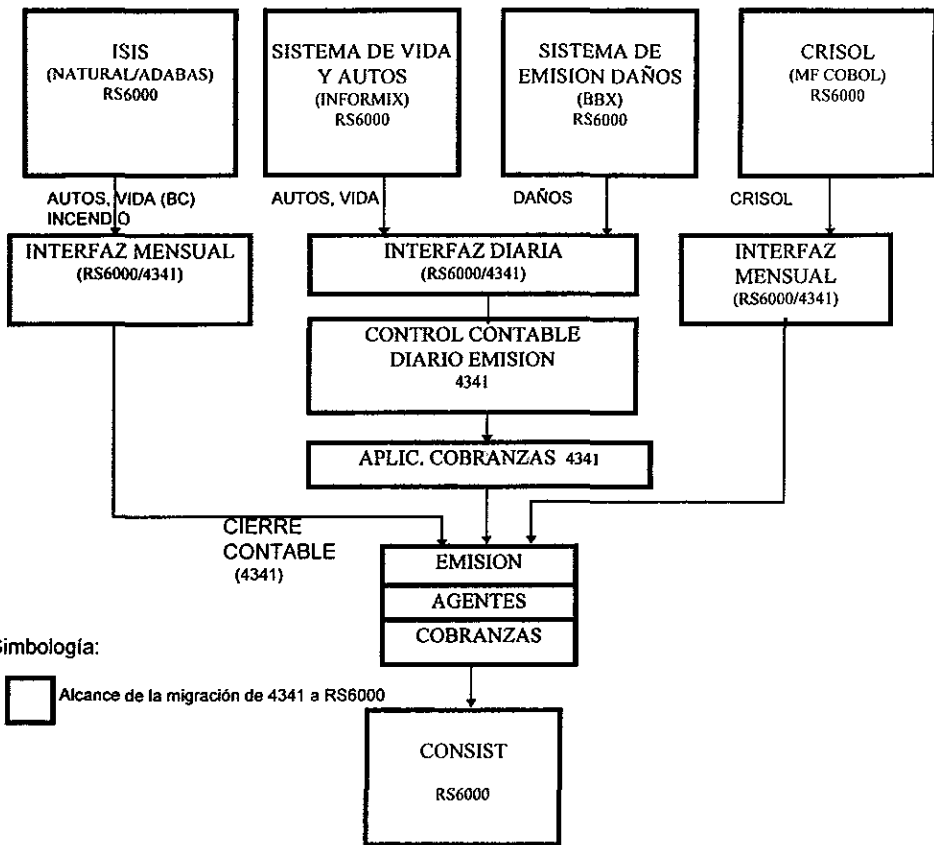 ISIS
(NATURAL/ADABAS)
RS6000
SISTEMA DE VIDA
Y AUTOS
(INFORMIX)
RS6000
SISTEMA DE
EMISION DAÑOS
(BBX)
RS6000
CRISOL
(MF COBOL)
RS6000
AUTOS, VIDA (BC)
INCENDIO
AUTOS, VIDA
DAÑOS
CRISOL
INTERFAZ MENSUAL
(RS6000/4341)
INTERFAZ DIARIA
(RS6000/4341)
INTERFAZ
MENSUAL
(RS6000/4341)
CONTROL CONTABLE
DIARIO EMISION
4341
APLIC. COBRANZAS 4341
CIERRE
CONTABLE
(4341)
EMISION
AGENTES
COBRANZAS
Simbología:
Alcance de la migración de 4341 a RS6000
CONSIST
RS6000